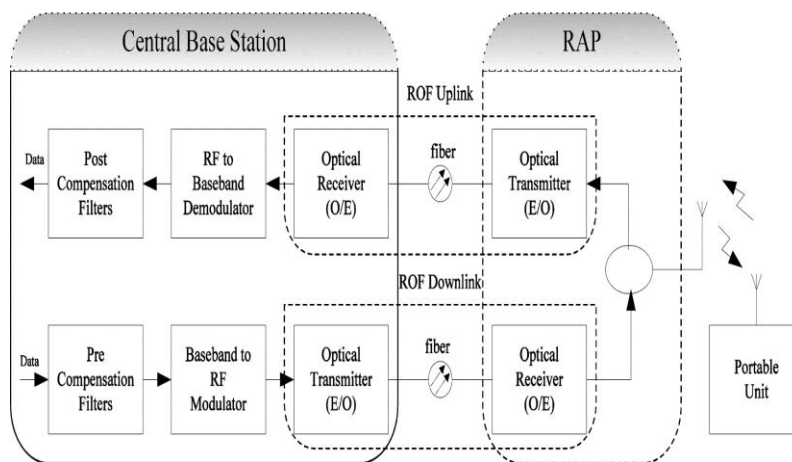 Central Base Station
RAP
ROF Uplink
Data
Post
Compensation
Filters
RF to
Baseband
Demodulator
Optical
Receiver
(O/E)
fiber
Optical
Transmitter
(E/O)
ROF Downlink
Data
Pre
Compensation
Filters
Baseband to
RF
Modulator
Optical
Transmitter
(E/O)
fiber
Optical
Receiver
(O/E)
Portable
Unit